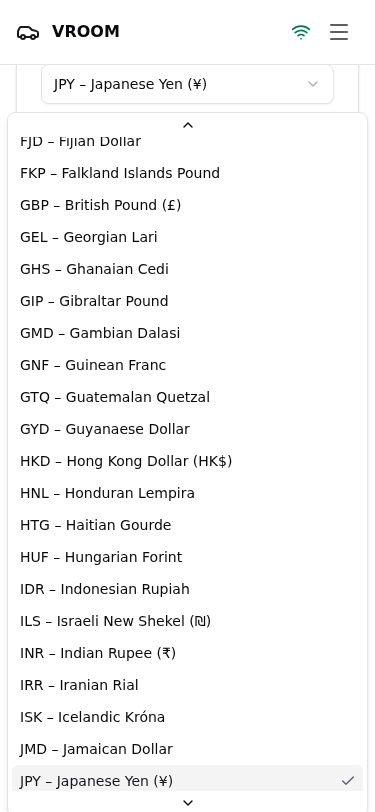 VROOM
JPY – Japanese Yen (¥)
FJD – Fijian Dollar
FKP – Falkland Islands Pound
GBP – British Pound (£)
GEL – Georgian Lari
GHS – Ghanaian Cedi
GIP – Gibraltar Pound
GMD – Gambian Dalasi
GNF – Guinean Franc
GTQ – Guatemalan Quetzal
GYD – Guyanaese Dollar
HKD – Hong Kong Dollar (HK$)
HNL – Honduran Lempira
HTG – Haitian Gourde
HUF – Hungarian Forint
IDR – Indonesian Rupiah
ILS – Israeli New Shekel (₪)
INR – Indian Rupee (₹)
IRR – Iranian Rial
ISK – Icelandic Króna
JMD – Jamaican Dollar
JPY – Japanese Yen (¥)